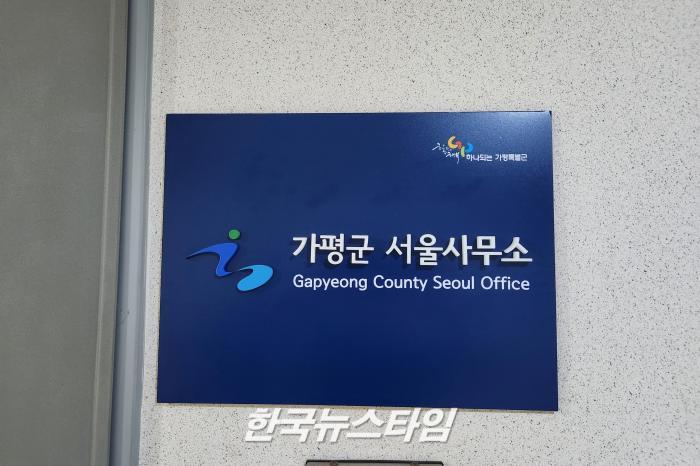 하나되는 가평특별군
가평군 서울사무소
Gapyeong County Seoul Office
한국뉴스타임